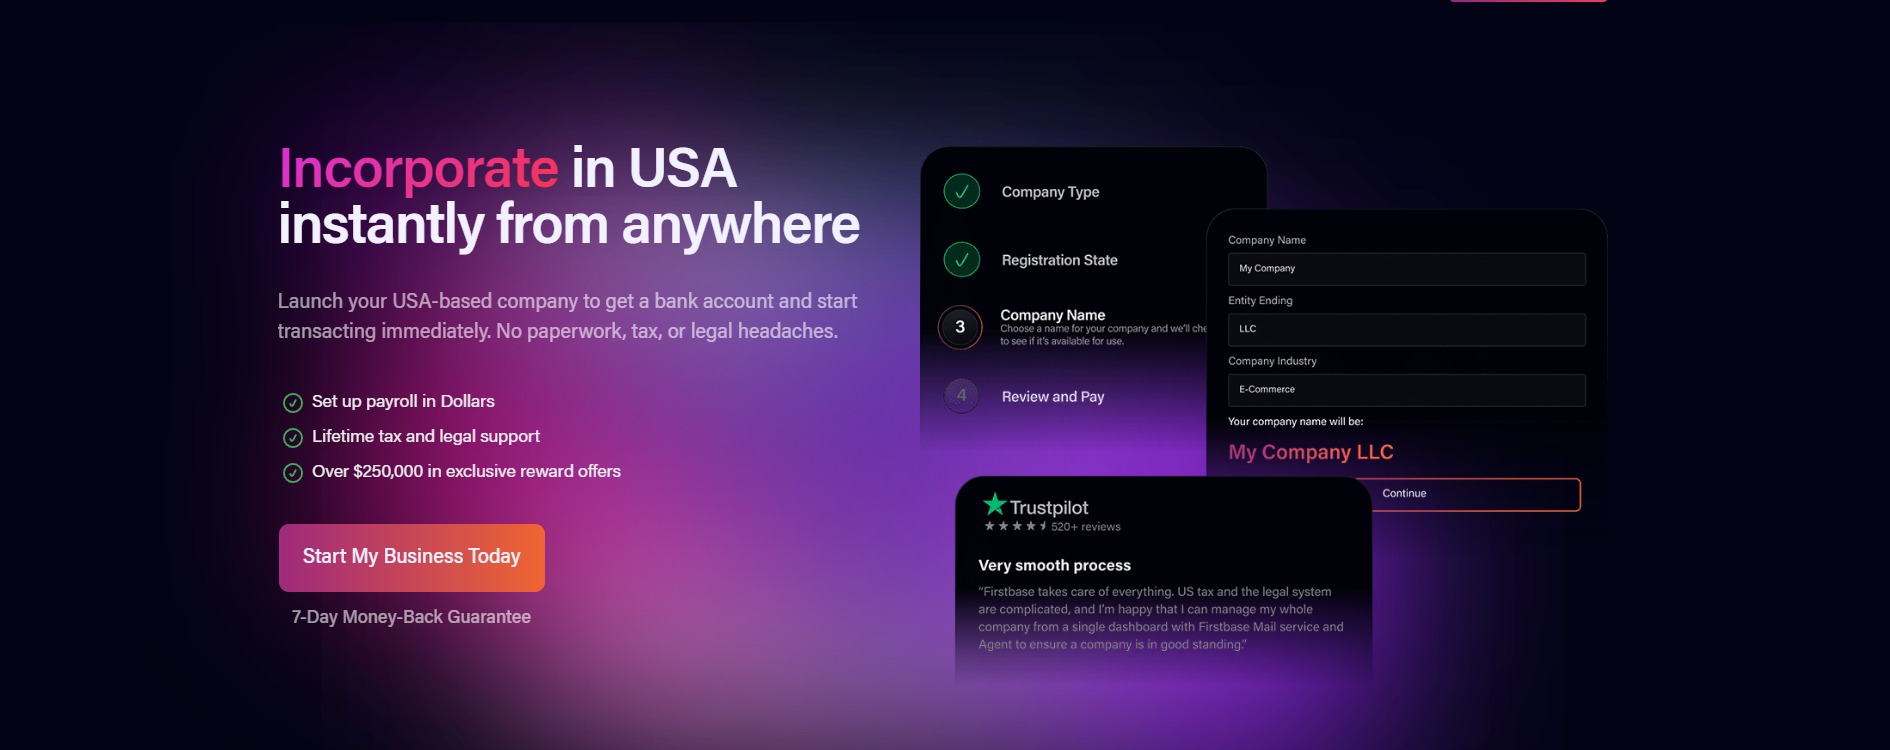 Incorporate in USA
instantly from anywhere
Launch your USA-based company to get a bank account and start
transacting immediately. No paperwork, tax, or legal headaches.
Set up payroll in Dollars
Lifetime tax and legal support
Over $250,000 in exclusive reward offers
Start My Business Today
7-Day Money-Back Guarantee
Company Type
Registration State
3
Company Name
Choose a name for your company and we'll che
to see if it's available for use.
4
Review and Pay
Company Name
My Company
Entity Ending
LLC
Company Industry
E-Commerce
Your company name will be:
My Company LLC
Continue
Trustpilot
520+ reviews
Very smooth process
“Firstbase takes care of everything. US tax and the legal system
are complicated, and I'm happy that I can manage my whole
company from a single dashboard with Firstbase Mail service and
Agent to ensure a company is in good standing.”